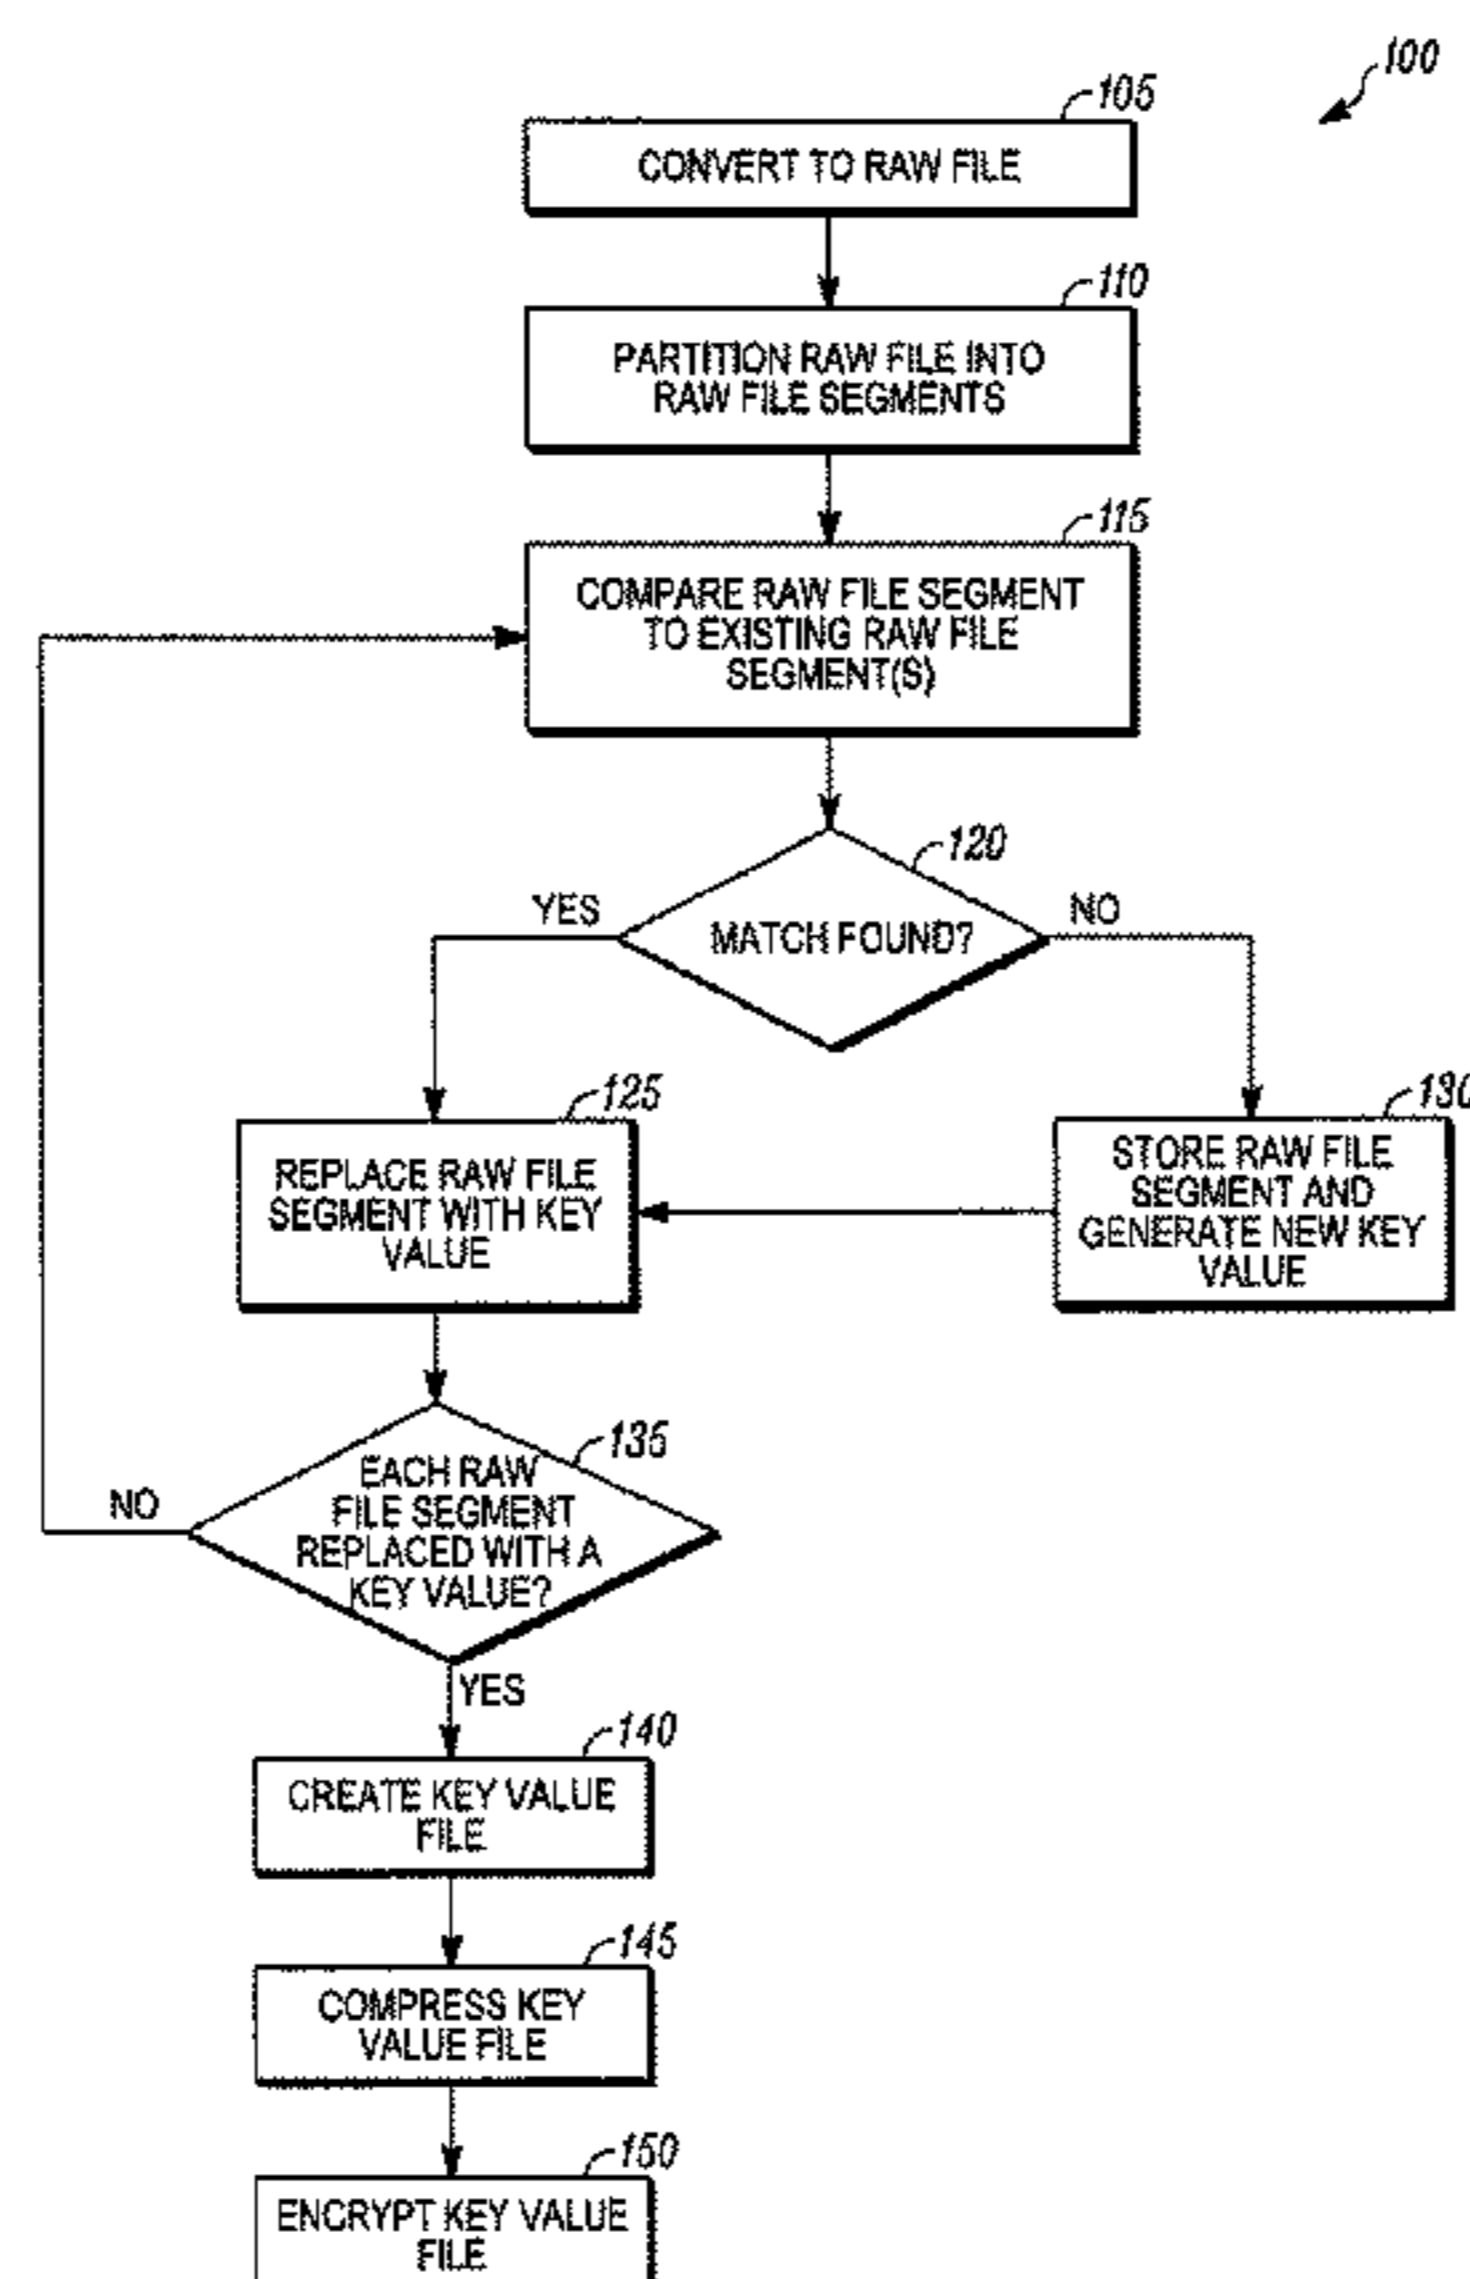 100
105
CONVERT TO RAW FILE
110
PARTITION RAW FILE INTO
RAW FILE SEGMENTS
115
COMPARE RAW FILE SEGMENT
TO EXISTING RAW FILE
SEGMENT(S)
120
YES
MATCH FOUND?
NO
125
REPLACE RAW FILE
SEGMENT WITH KEY
VALUE
130
STORE RAW FILE
SEGMENT AND
GENERATE NEW KEY
VALUE
135
EACH RAW
FILE SEGMENT
REPLACED WITH A
KEY VALUE?
NO
YES
140
CREATE KEY VALUE
FILE
145
COMPRESS KEY
VALUE FILE
150
ENCRYPT KEY VALUE
FILE